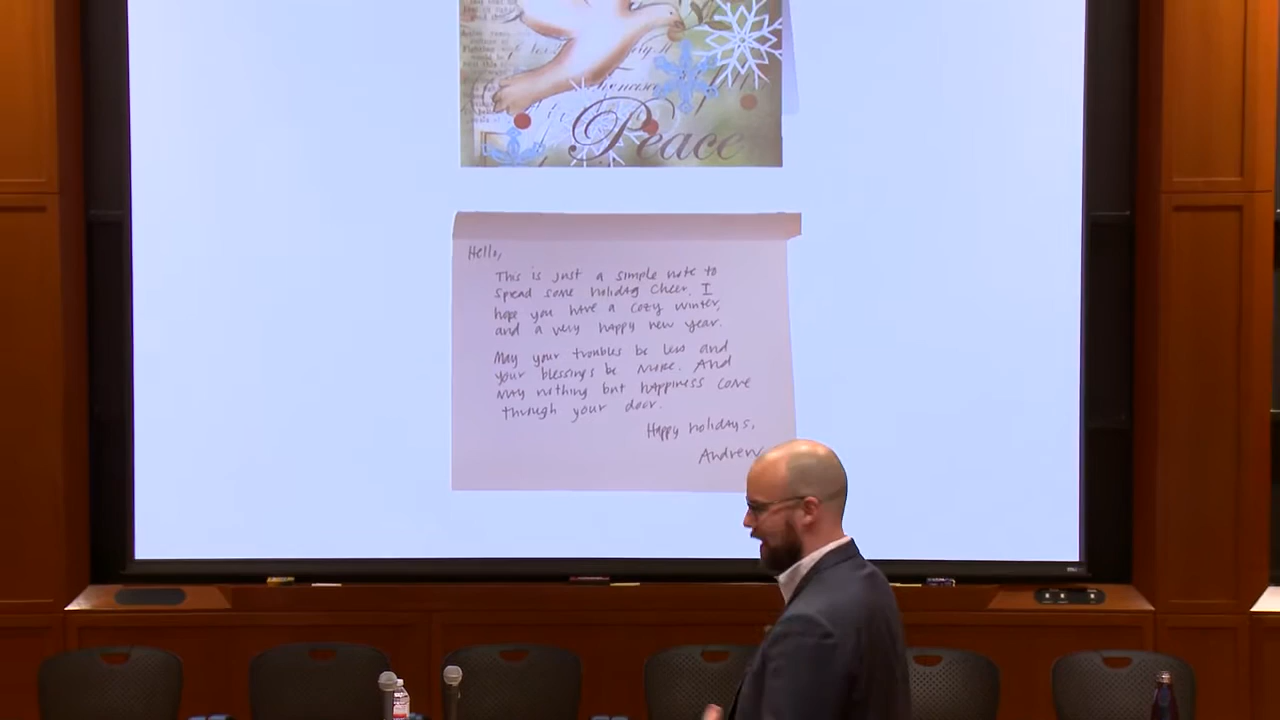 Peace
Hello,
This is just a simple note to
spread some holiday cheer. I
hope you have a cozy winter,
and a very happy new year.
May your troubles be less and
your blessings be more. And
may nothing but happiness come
through your door.
Happy holidays,
Andrew